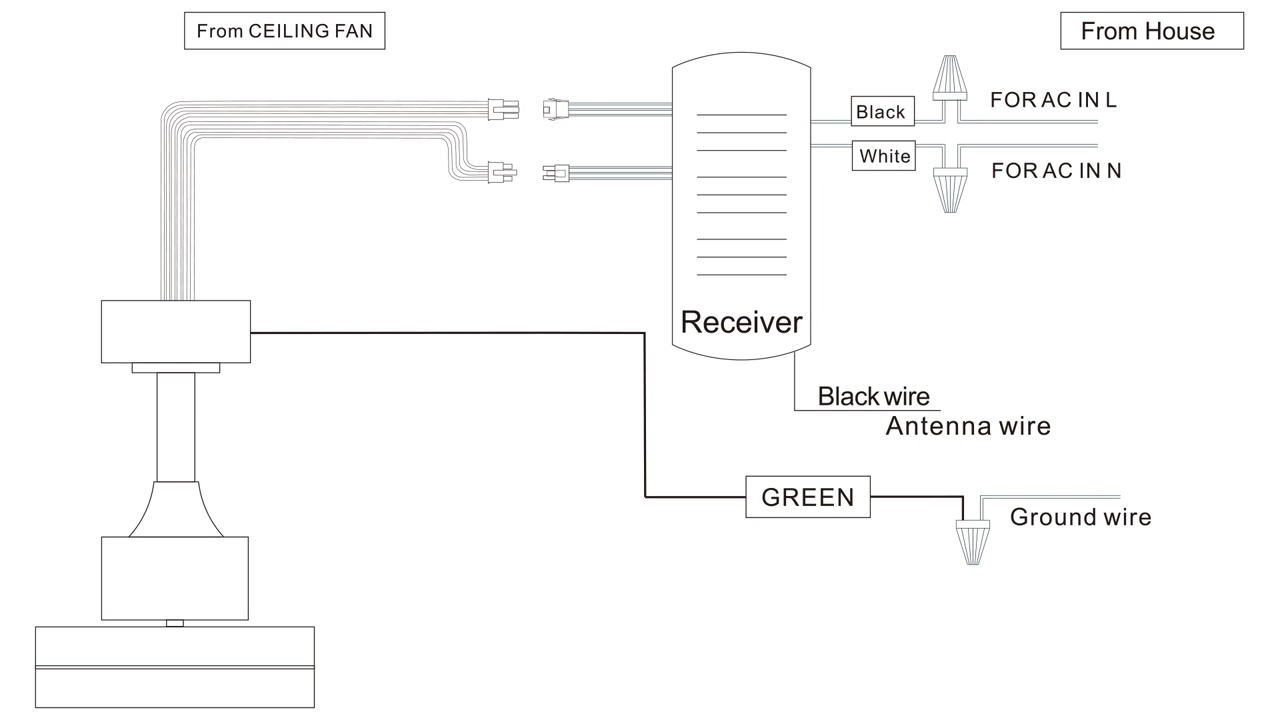 From CEILING FAN
From House
Black
FOR AC IN L
White
FOR AC IN N
Receiver
Black wire
Antenna wire
GREEN
Ground wire